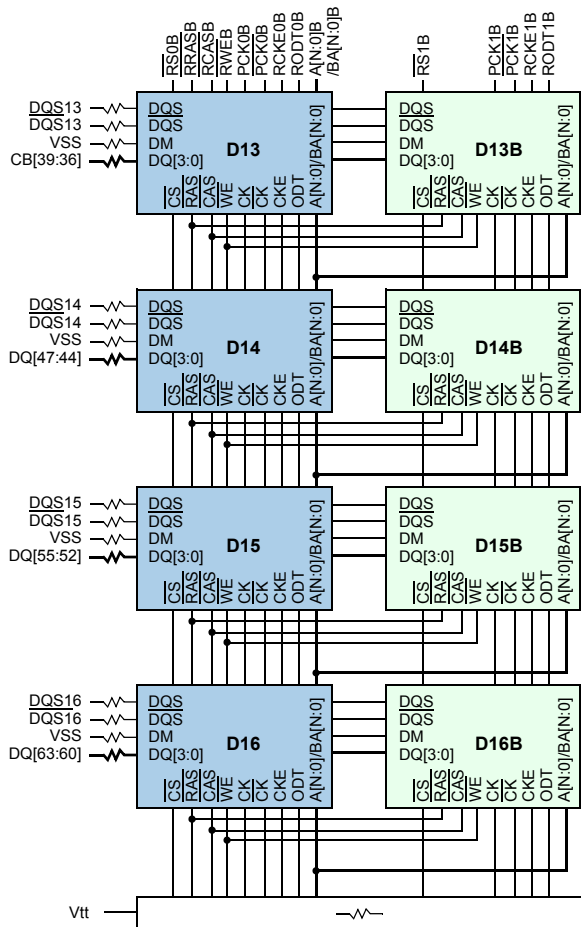 RS0B
RRASB
RCASB
RWEB
PCK0B
PCK0B
RCKE0B
RODT0B
A[N:0]B
/BA[N:0]B
RS1B
PCK1B
PCK1B
RCKE1B
RODT1B
DQS13
DQS13
VSS
CB[39:36]
DQS
DQS
DM
DQ[3:0]
D13
CS
RAS
CAS
WE
CK
CK
CKE
ODT
A[N:0]/BA[N:0]
DQS
DQS
DM
DQ[3:0]
D13B
CS
RAS
CAS
WE
CK
CK
CKE
ODT
A[N:0]/BA[N:0]
DQS14
DQS14
VSS
DQ[47:44]
DQS
DQS
DM
DQ[3:0]
D14
CS
RAS
CAS
WE
CK
CK
CKE
ODT
A[N:0]/BA[N:0]
DQS
DQS
DM
DQ[3:0]
D14B
CS
RAS
CAS
WE
CK
CK
CKE
ODT
A[N:0]/BA[N:0]
DQS15
DQS15
VSS
DQ[55:52]
DQS
DQS
DM
DQ[3:0]
D15
CS
RAS
CAS
WE
CK
CK
CKE
ODT
A[N:0]/BA[N:0]
DQS
DQS
DM
DQ[3:0]
D15B
CS
RAS
CAS
WE
CK
CK
CKE
ODT
A[N:0]/BA[N:0]
DQS16
DQS16
VSS
DQ[63:60]
DQS
DQS
DM
DQ[3:0]
D16
CS
RAS
CAS
WE
CK
CK
CKE
ODT
A[N:0]/BA[N:0]
DQS
DQS
DM
DQ[3:0]
D16B
CS
RAS
CAS
WE
CK
CK
CKE
ODT
A[N:0]/BA[N:0]
Vtt